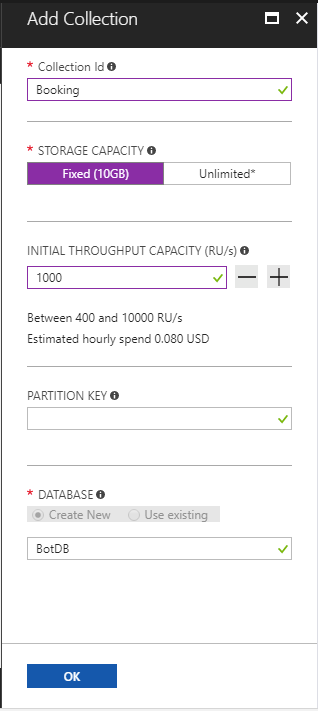 Add Collection
* Collection Id
Booking
* STORAGE CAPACITY
Fixed (10GB) Unlimited*
INITIAL THROUGHPUT CAPACITY (RU/s)
1000
Between 400 and 10000 RU/s
Estimated hourly spend 0.080 USD
PARTITION KEY
* DATABASE
Create New Use existing
BotDB
OK